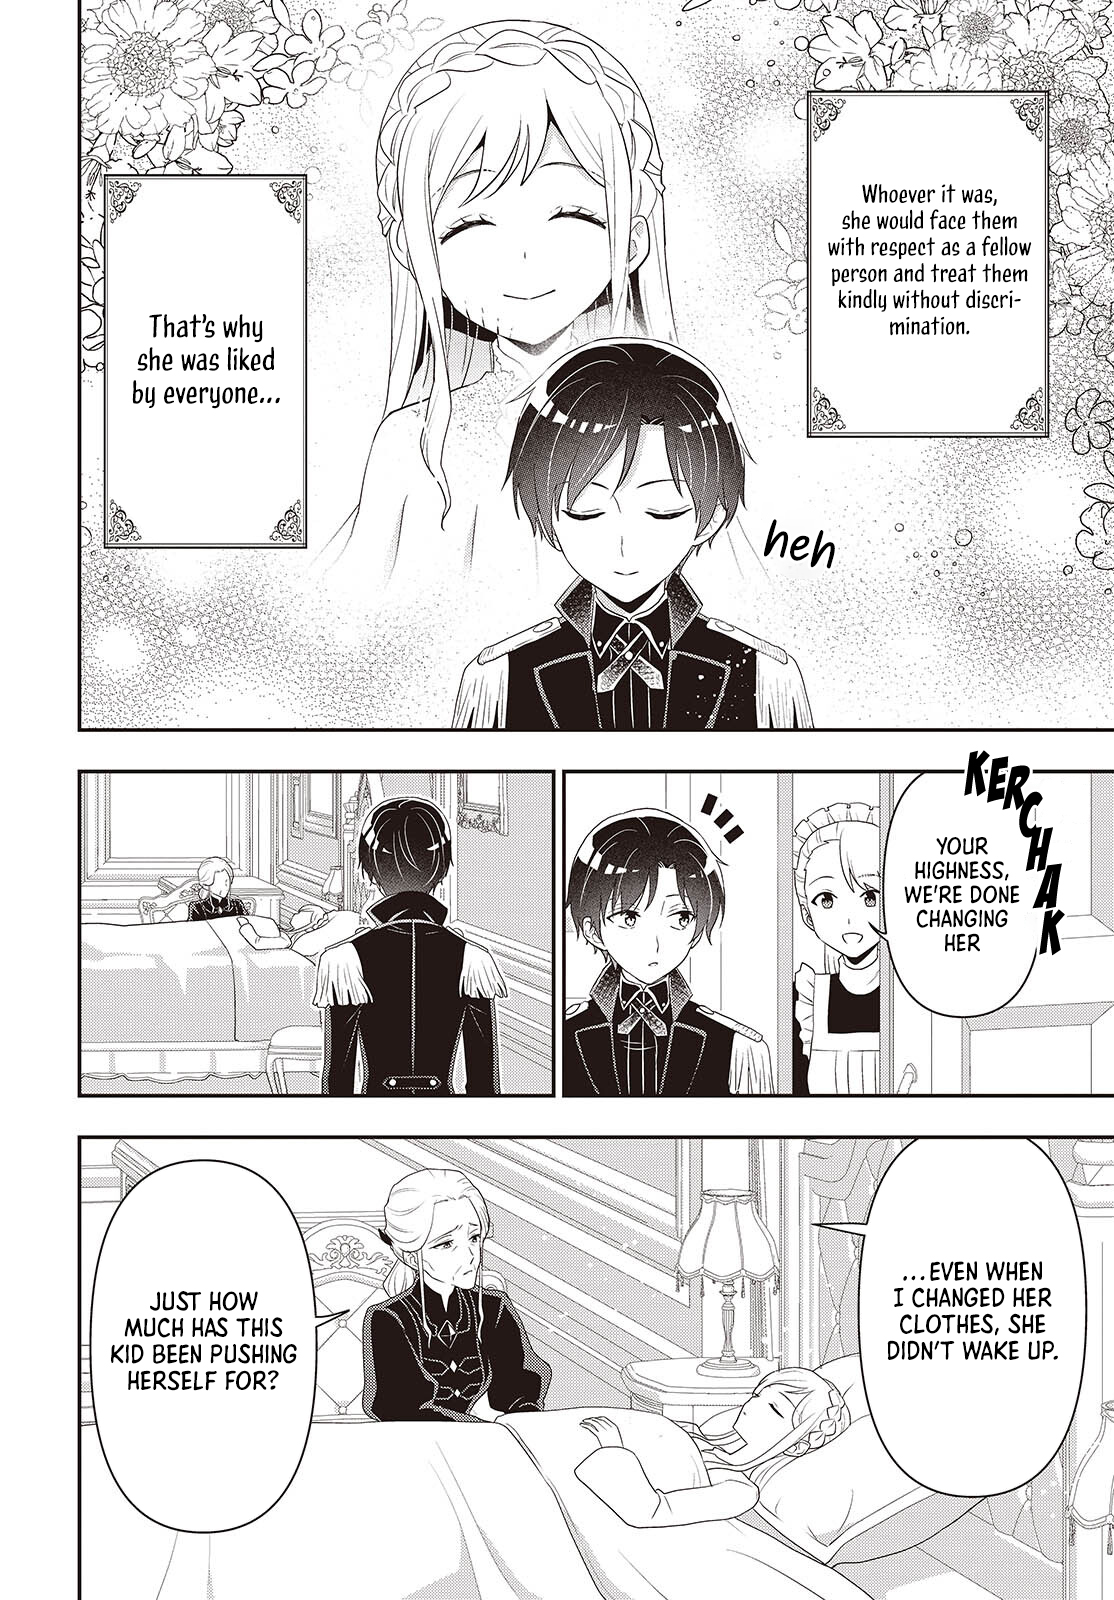 Whoever it was,
she would face them
with respect as a fellow
person and treat them
kindly without discri-
mination.
That's why
she was liked
by everyone...
heh
KERCHAK
YOUR
HIGHNESS,
WE'RE DONE
CHANGING
HER
...EVEN WHEN
I CHANGED HER
CLOTHES, SHE
DIDN'T WAKE UP.
JUST HOW
MUCH HAS THIS
KID BEEN PUSHING
HERSELF FOR?